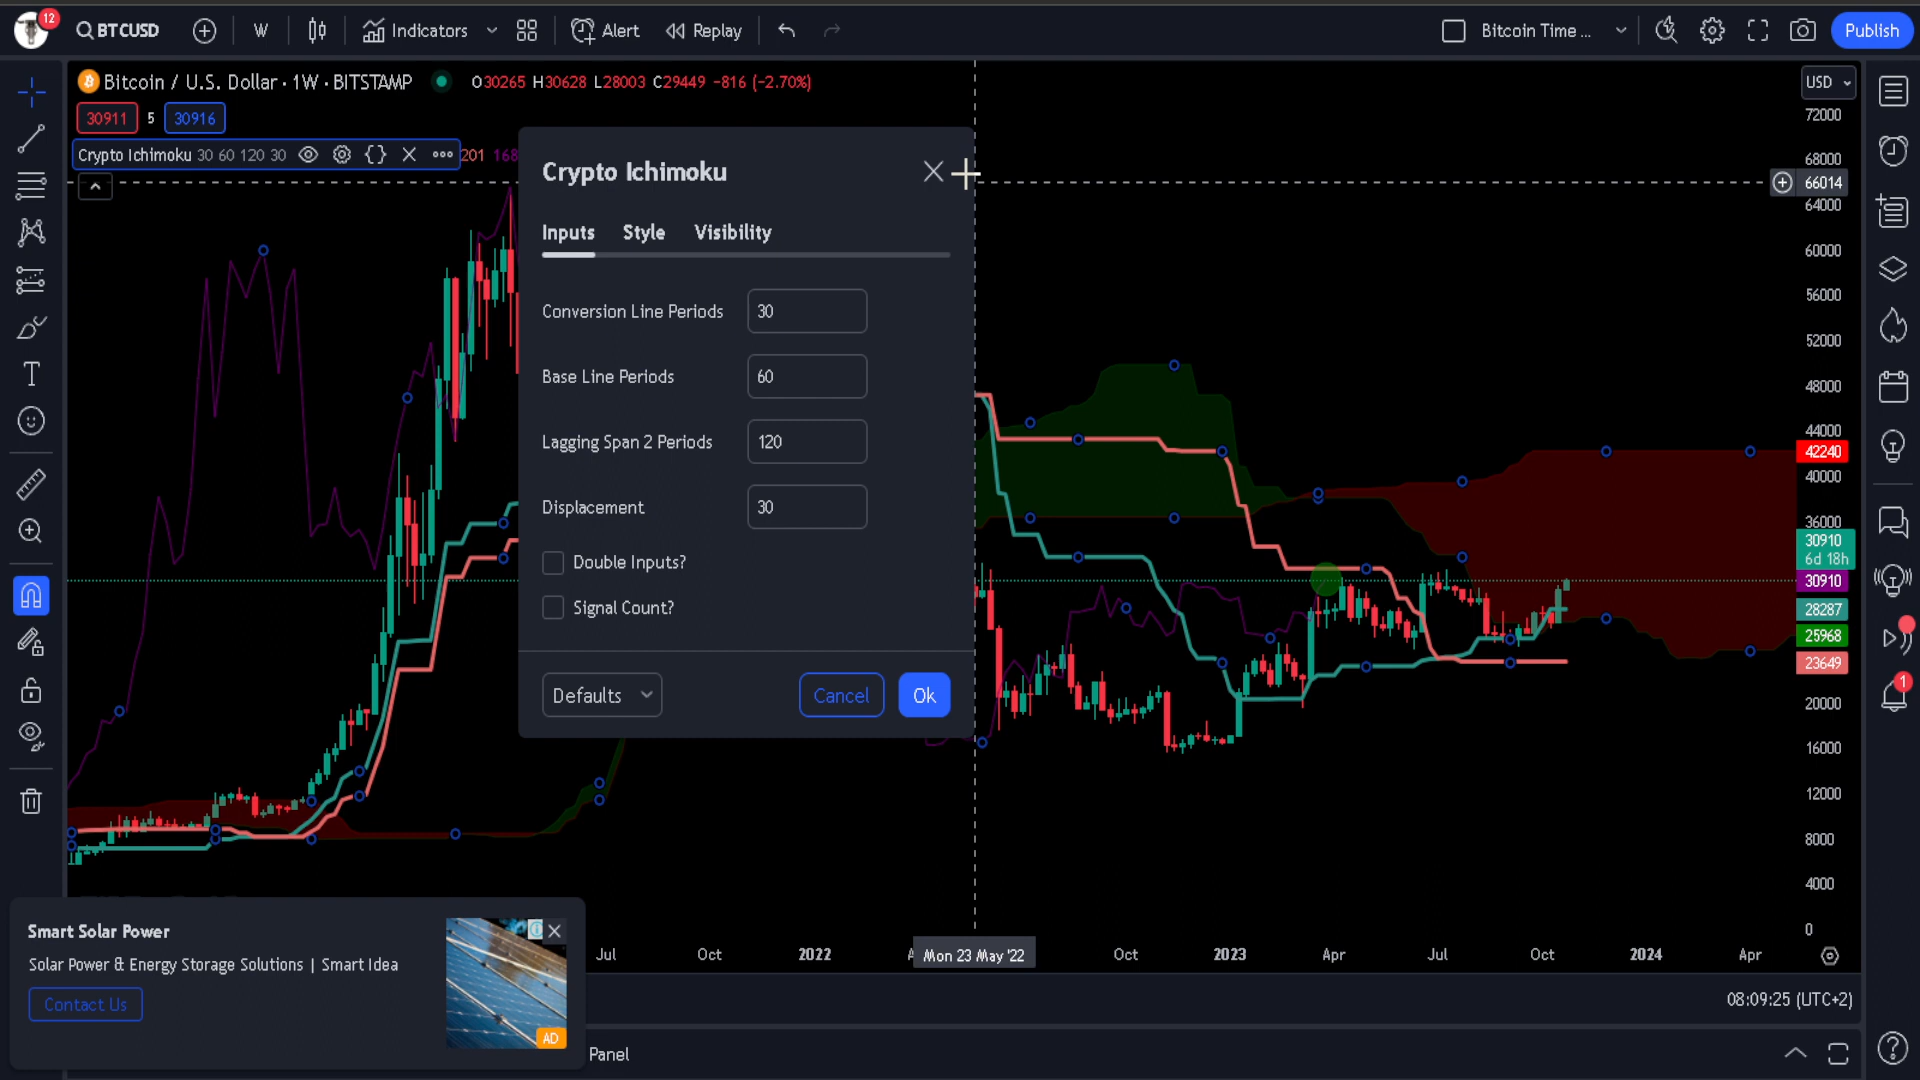 12
BTCUSD
W
Indicators
Alert
Replay
Bitcoin Time ...
Publish
Bitcoin / U.S. Dollar · 1W · BITSTAMP
O30265 H30628 L28003 C29449 -816 (-2.70%)
USD
30911 5 30916
Crypto Ichimoku 30 60 120 30
201 168
72000
68000
66014
64000
60000
56000
52000
48000
44000
42240
40000
36000
30910
6d 18h
30910
28287
25968
23649
20000
16000
12000
8000
4000
0
Crypto Ichimoku
Inputs Style Visibility
Conversion Line Periods 30
Base Line Periods 60
Lagging Span 2 Periods 120
Displacement 30
Double Inputs?
Signal Count?
Defaults
Cancel
Ok
1
Smart Solar Power
Solar Power & Energy Storage Solutions | Smart Idea
Contact Us
AD
Jul Oct 2022 A Mon 23 May '22 Oct 2023 Apr Jul Oct 2024 Apr
08:09:25 (UTC+2)
Panel